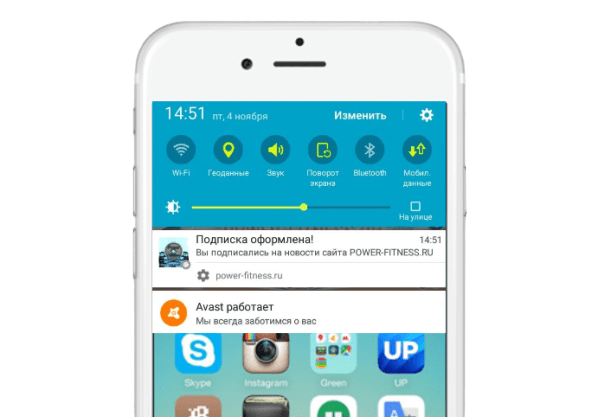 14:51 пт, 4 ноября Изменить
Wi-Fi Геоданные Звук Поворот экрана Bluetooth Мобил. данные
На улице
Подписка оформлена! 14:51
Вы подписались на новости сайта POWER-FITNESS.RU
power-fitness.ru
Avast работает
Мы всегда заботимся о вас
UP
Skype Instagram Green UP